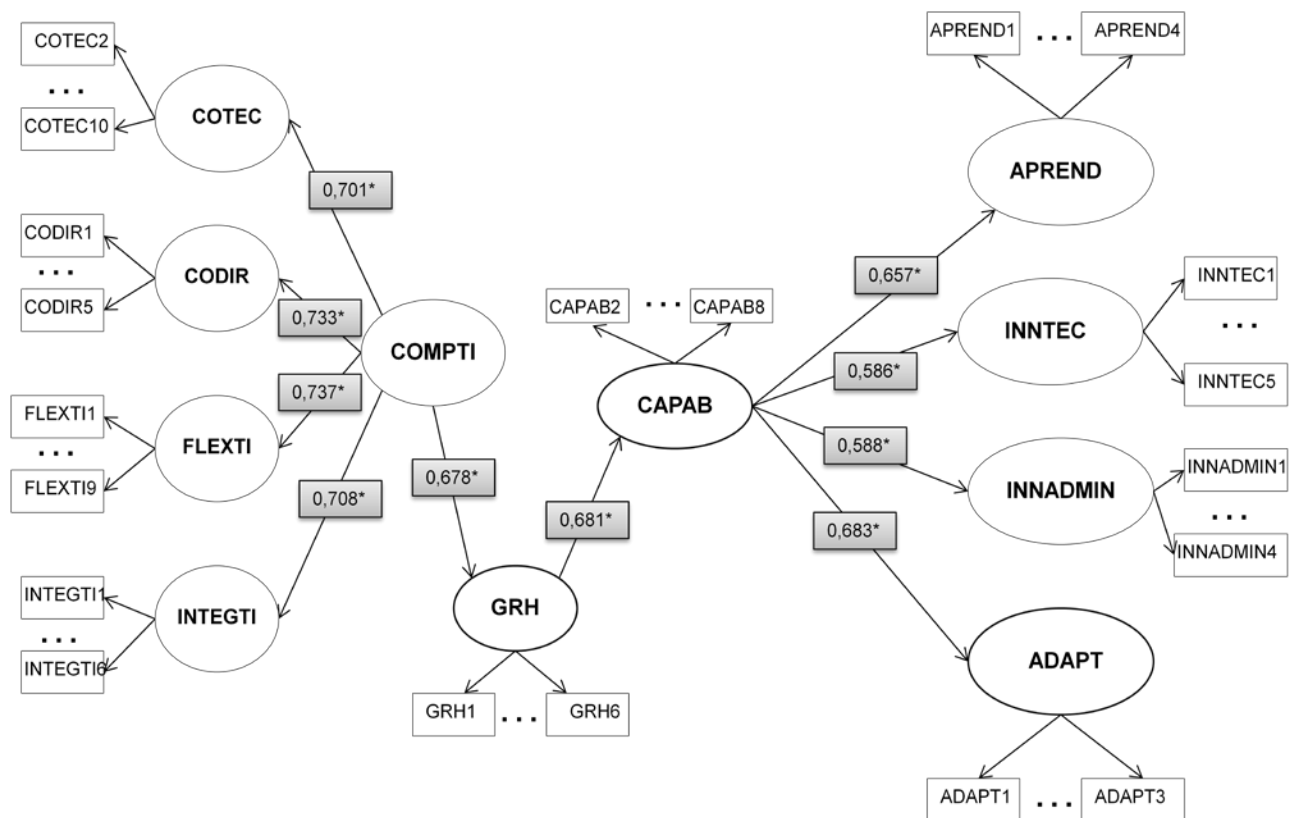 COTEC2
...
COTEC10
COTEC
0,701*
CODIR1
...
CODIR5
CODIR
0,733*
COMPTI
0,737*
FLEXTI1
...
FLEXTI9
FLEXTI
0,708*
INTEGTI1
...
INTEGTI6
INTEGTI
0,678*
GRH
GRH1 ... GRH6
0,681*
CAPAB2 ... CAPAB8
CAPAB
APREND1 ... APREND4
APREND
0,657*
INNTEC
0,586*
INNTEC1
...
INNTEC5
0,588*
INNADMIN
INNADMIN1
...
INNADMIN4
0,683*
ADAPT
ADAPT1 ... ADAPT3